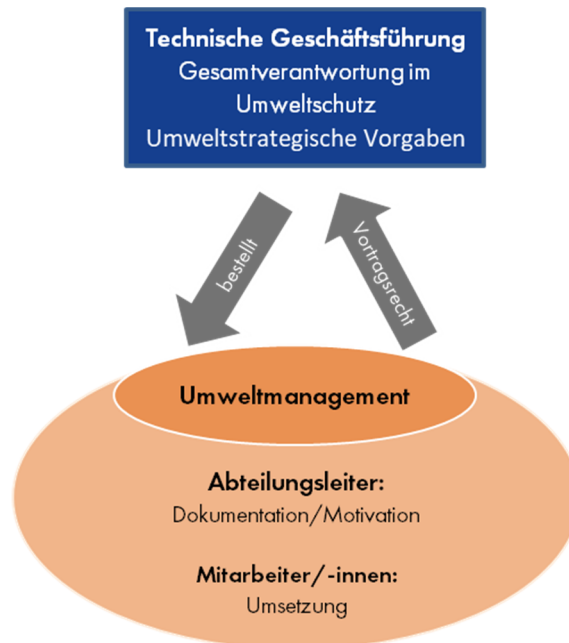 Technische Geschäftsführung
Gesamtverantwortung im
Umweltschutz
Umweltstrategische Vorgaben
bestellt
Vortragsrecht
Umweltmanagement
Abteilungsleiter:
Dokumentation/Motivation
Mitarbeiter/-innen:
Umsetzung